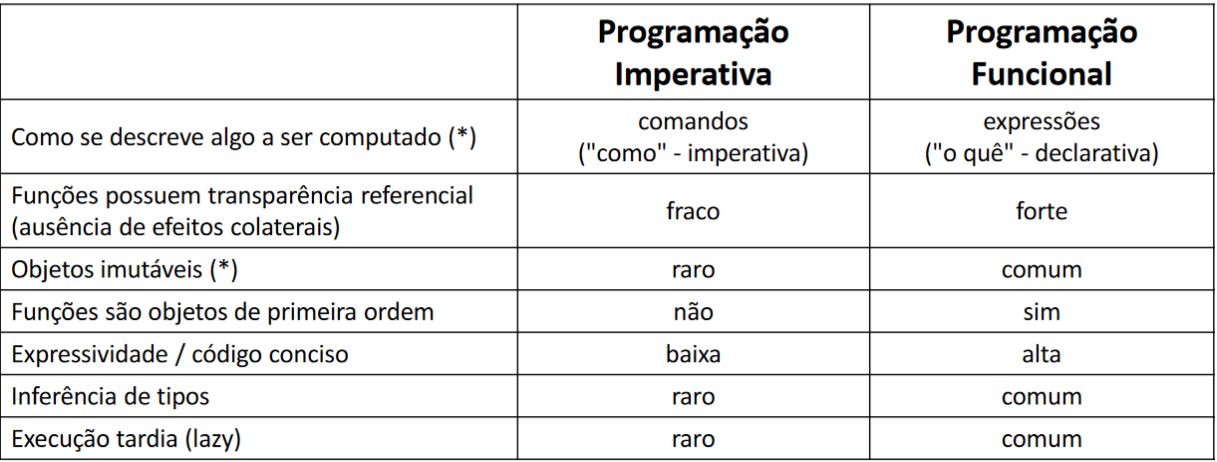 Programação
Imperativa
Programação
Funcional
Como se descreve algo a ser computado (*)
comandos
("como" - imperativa)
expressões
("o quê" - declarativa)
Funções possuem transparência referencial
(ausência de efeitos colaterais)
fraco
forte
Objetos imutáveis (*)
raro
comum
Funções são objetos de primeira ordem
não
sim
Expressividade / código conciso
baixa
alta
Inferência de tipos
raro
comum
Execução tardia (lazy)
raro
comum